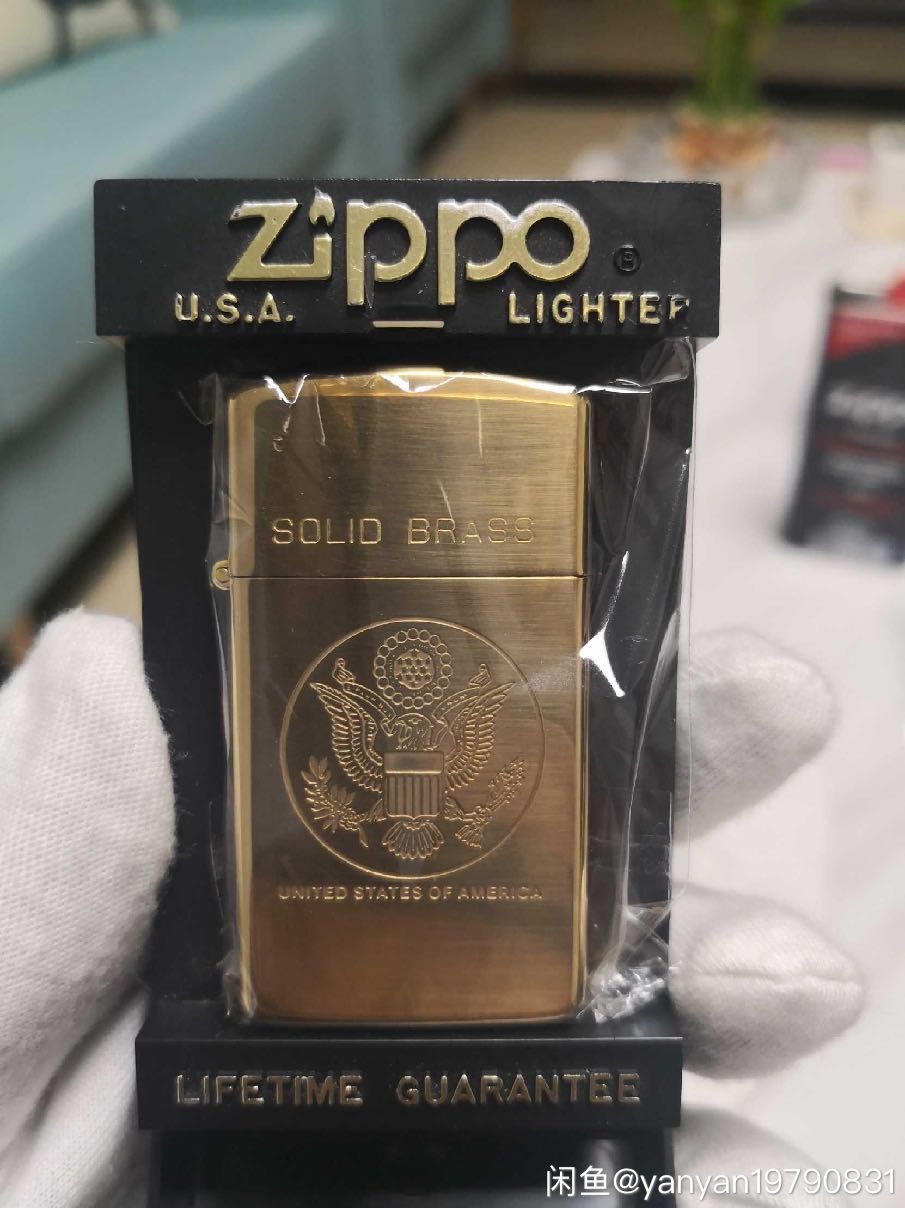 Zippo ®
U.S.A. LIGHTER
SOLID BRASS
UNITED STATES OF AMERICA
LIFETIME GUARANTEE
闲鱼@yanyan19790831